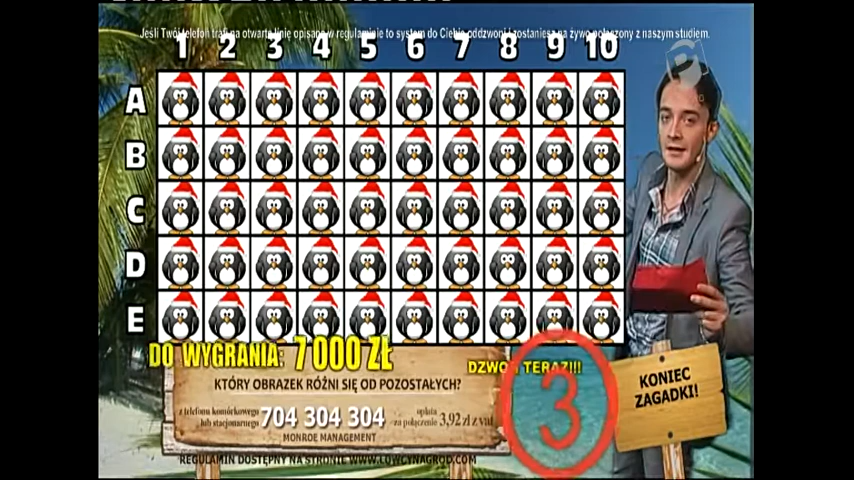 Jeśli Twój telefon trafi na otwartą linię opisaną w regulaminie to system do Ciebie oddzwoni i zostaniesz na żywo połączony z naszym studiem.
1 2 3 4 5 6 7 8 9 10
A
B
C
D
E
DO WYGRANIA: 7000 ZŁ
DZWOŃ TERAZ!!!
KTÓRY OBRAZEK RÓŻNI SIĘ OD POZOSTAŁYCH?
z telefonu komórkowego
lub stacjonarnego
704 304 304
opłata
za połączenie 3,92 zł z vat
MONROE MANAGEMENT
3
KONIEC
ZAGADKI!
REGULAMIN DOSTĘPNY NA STRONIE WWW.LOWCYNAGROD.COM